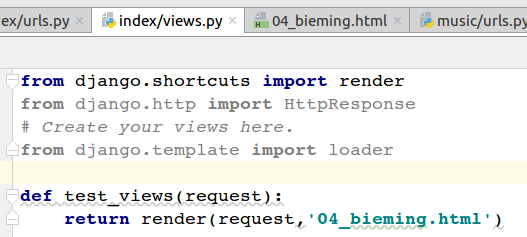 ex/urls.py × index/views.py × 04_bieming.html × music/urls.py
from django.shortcuts import render
from django.http import HttpResponse
# Create your views here.
from django.template import loader
def test_views(request):
    return render(request,'04_bieming.html')